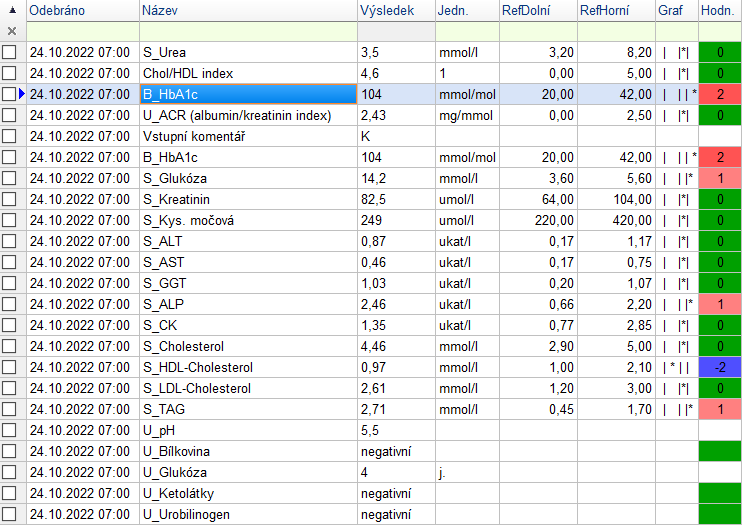 Odebráno Název Výsledek Jedn. RefDolní RefHorní Graf Hodn.
24.10.2022 07:00 S_Urea 3,5 mmol/l 3,20 8,20 | |*| 0
24.10.2022 07:00 Chol/HDL index 4,6 1 0,00 5,00 | |*| 0
24.10.2022 07:00 B_HbA1c 104 mmol/mol 20,00 42,00 | | | * 2
24.10.2022 07:00 U_ACR (albumin/kreatinin index) 2,43 mg/mmol 0,00 2,50 | |*| 0
24.10.2022 07:00 Vstupní komentář K
24.10.2022 07:00 B_HbA1c 104 mmol/mol 20,00 42,00 | | | * 2
24.10.2022 07:00 S_Glukóza 14,2 mmol/l 3,60 5,60 | | |* 1
24.10.2022 07:00 S_Kreatinin 82,5 umol/l 64,00 104,00 | |*| 0
24.10.2022 07:00 S_Kys. močová 249 umol/l 220,00 420,00 | |*| 0
24.10.2022 07:00 S_ALT 0,87 ukat/l 0,17 1,17 | |*| 0
24.10.2022 07:00 S_AST 0,46 ukat/l 0,17 0,75 | |*| 0
24.10.2022 07:00 S_GGT 1,03 ukat/l 0,20 1,07 | |*| 0
24.10.2022 07:00 S_ALP 2,46 ukat/l 0,66 2,20 | | |* 1
24.10.2022 07:00 S_CK 1,35 ukat/l 0,77 2,85 | |*| 0
24.10.2022 07:00 S_Cholesterol 4,46 mmol/l 2,90 5,00 | |*| 0
24.10.2022 07:00 S_HDL-Cholesterol 0,97 mmol/l 1,00 2,10 | * | | -2
24.10.2022 07:00 S_LDL-Cholesterol 2,61 mmol/l 1,20 3,00 | |*| 0
24.10.2022 07:00 S_TAG 2,71 mmol/l 0,45 1,70 | | |* 1
24.10.2022 07:00 U_pH 5,5
24.10.2022 07:00 U_Bílkovina negativní
24.10.2022 07:00 U_Glukóza 4 j.
24.10.2022 07:00 U_Ketolátky negativní
24.10.2022 07:00 U_Urobilinogen negativní